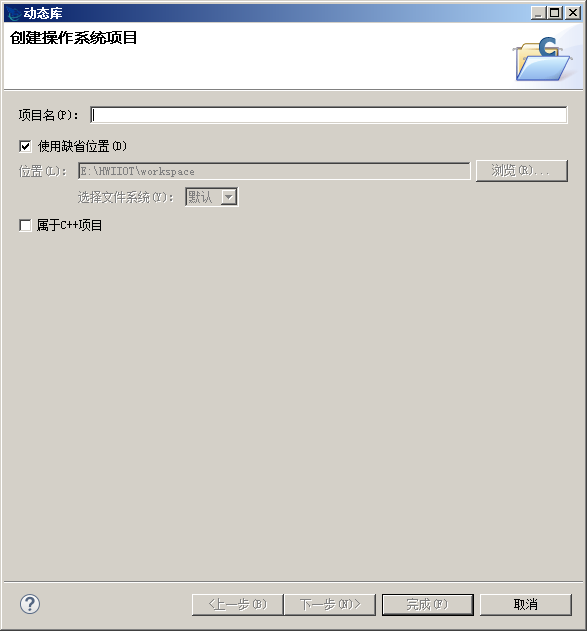 动态库
创建操作系统项目
项目名(P):
使用缺省位置(D)
位置(L): E:\HWIIOT\workspace 浏览(R)...
选择文件系统(Y): 默认
属于C++项目
<上一步(B) 下一步(N)> 完成(F) 取消